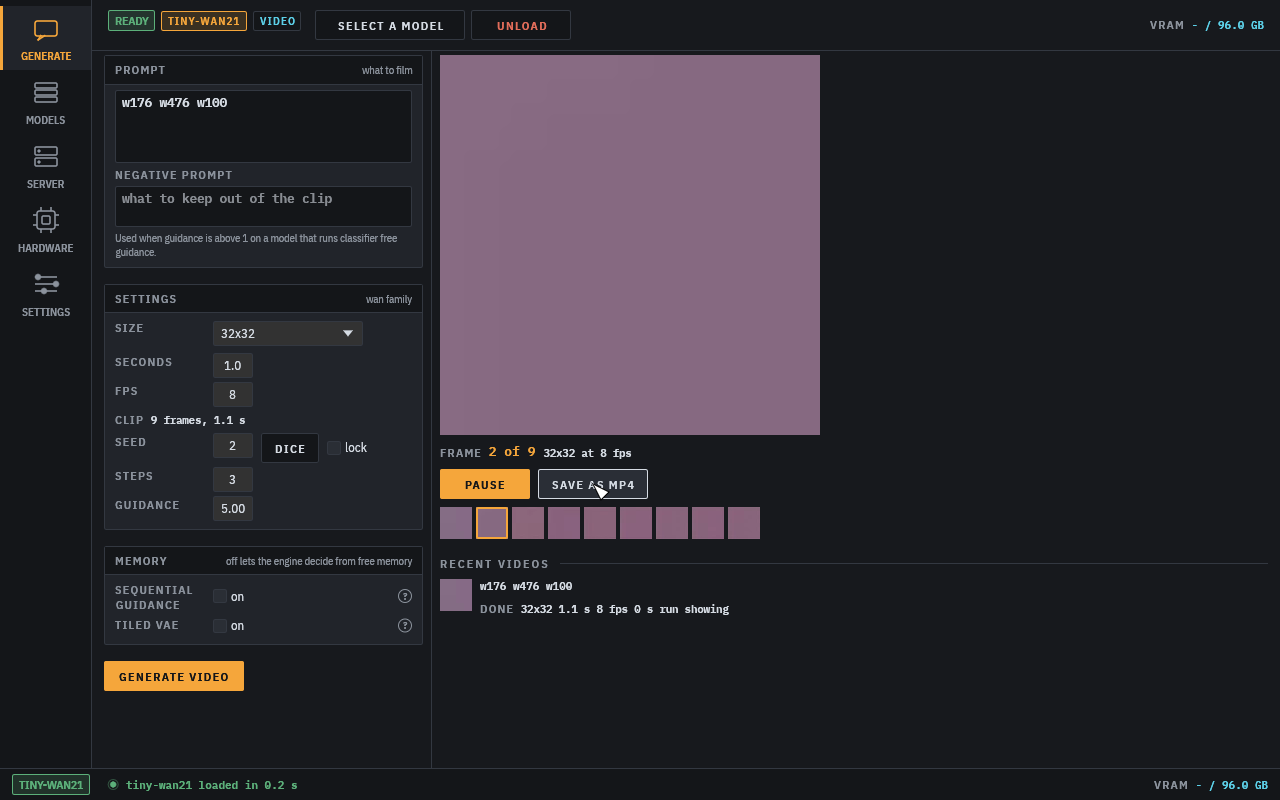 READY TINY-WAN21 VIDEO SELECT A MODEL UNLOAD VRAM - / 96.0 GB
GENERATE
MODELS
SERVER
HARDWARE
SETTINGS
PROMPT what to film
w176 w476 w100
NEGATIVE PROMPT
what to keep out of the clip
Used when guidance is above 1 on a model that runs classifier free
guidance.
SETTINGS wan family
SIZE 32x32
SECONDS 1.0
FPS 8
CLIP 9 frames, 1.1 s
SEED 2 DICE lock
STEPS 3
GUIDANCE 5.00
MEMORY off lets the engine decide from free memory
SEQUENTIAL
GUIDANCE on ?
TILED VAE on ?
GENERATE VIDEO
FRAME 2 of 9 32x32 at 8 fps
PAUSE SAVE AS MP4
RECENT VIDEOS
w176 w476 w100
DONE 32x32 1.1 s 8 fps 0 s run showing
TINY-WAN21 tiny-wan21 loaded in 0.2 s VRAM - / 96.0 GB